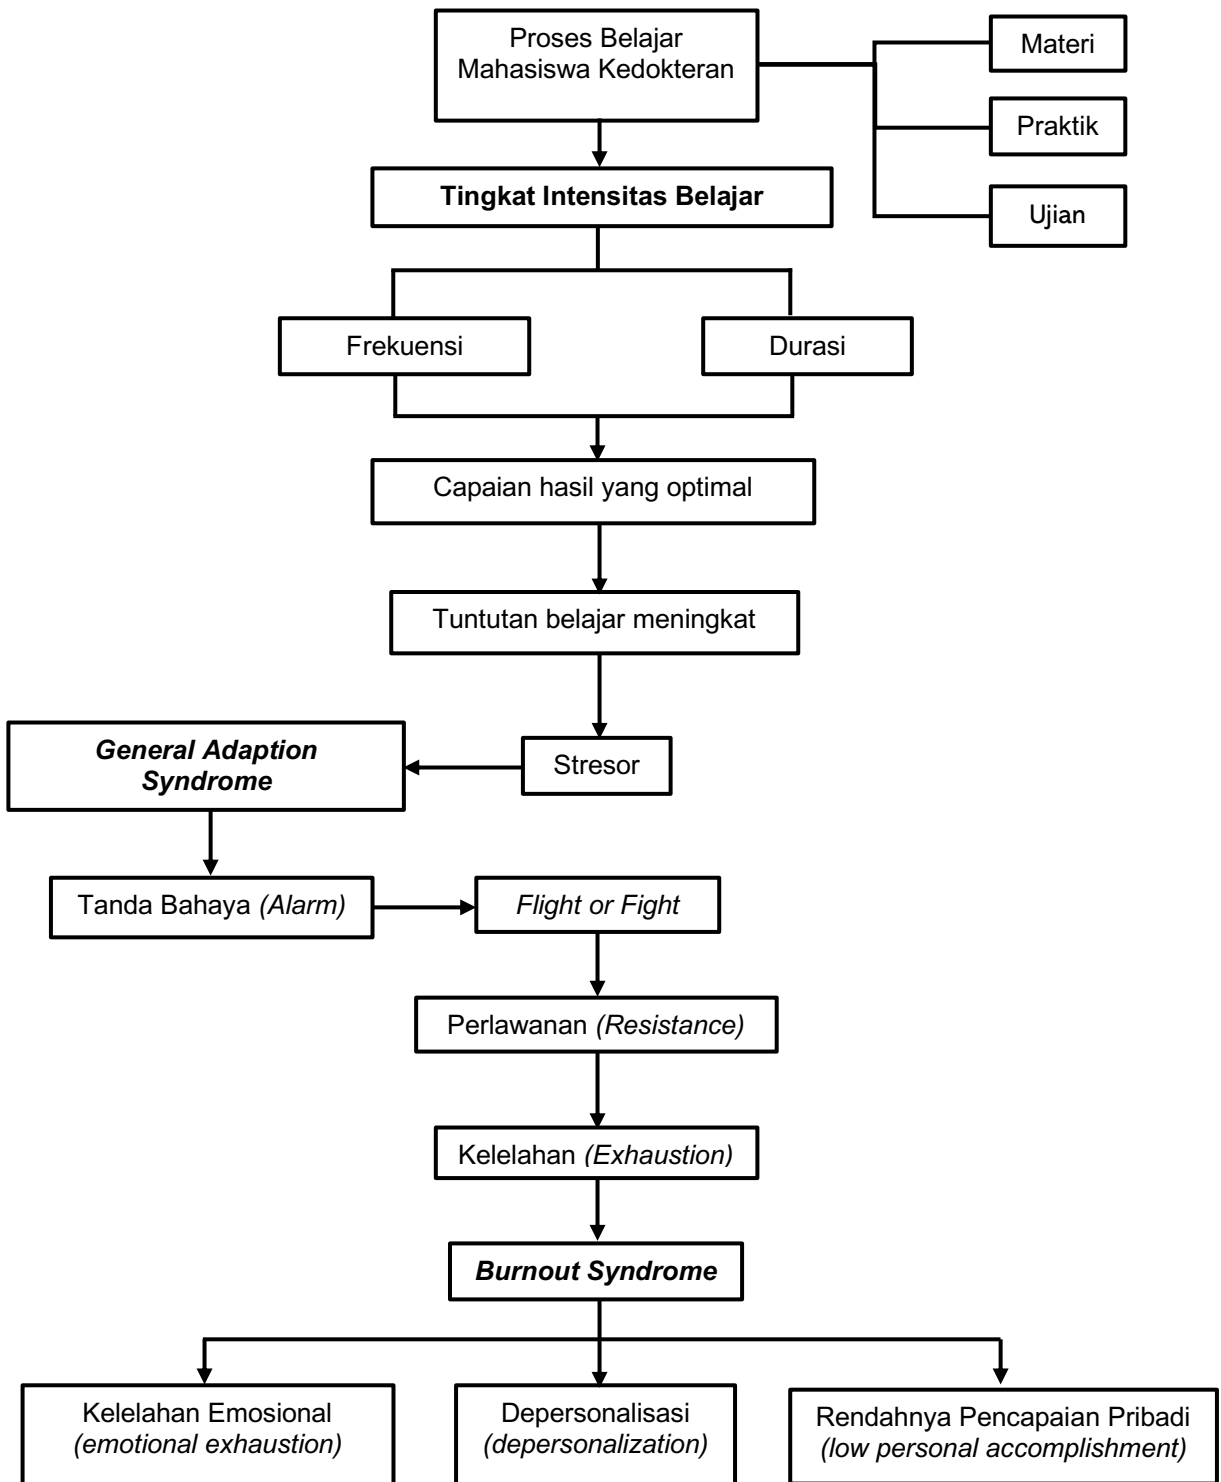 Proses Belajar
Mahasiswa Kedokteran
Materi
Praktik
Ujian
Tingkat Intensitas Belajar
Frekuensi
Durasi
Capaian hasil yang optimal
Tuntutan belajar meningkat
Stresor
General Adaption
Syndrome
Tanda Bahaya (Alarm)
Flight or Fight
Perlawanan (Resistance)
Kelelahan (Exhaustion)
Burnout Syndrome
Kelelahan Emosional
(emotional exhaustion)
Depersonalisasi
(depersonalization)
Rendahnya Pencapaian Pribadi
(low personal accomplishment)